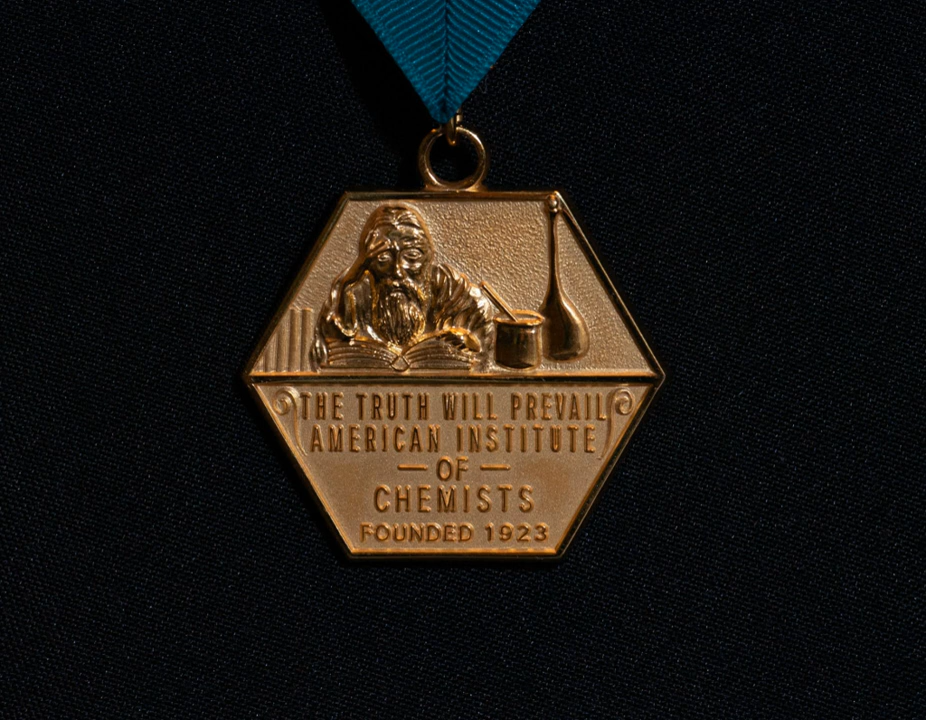 THE TRUTH WILL PREVAIL
AMERICAN INSTITUTE
— OF —
CHEMISTS
FOUNDED 1923